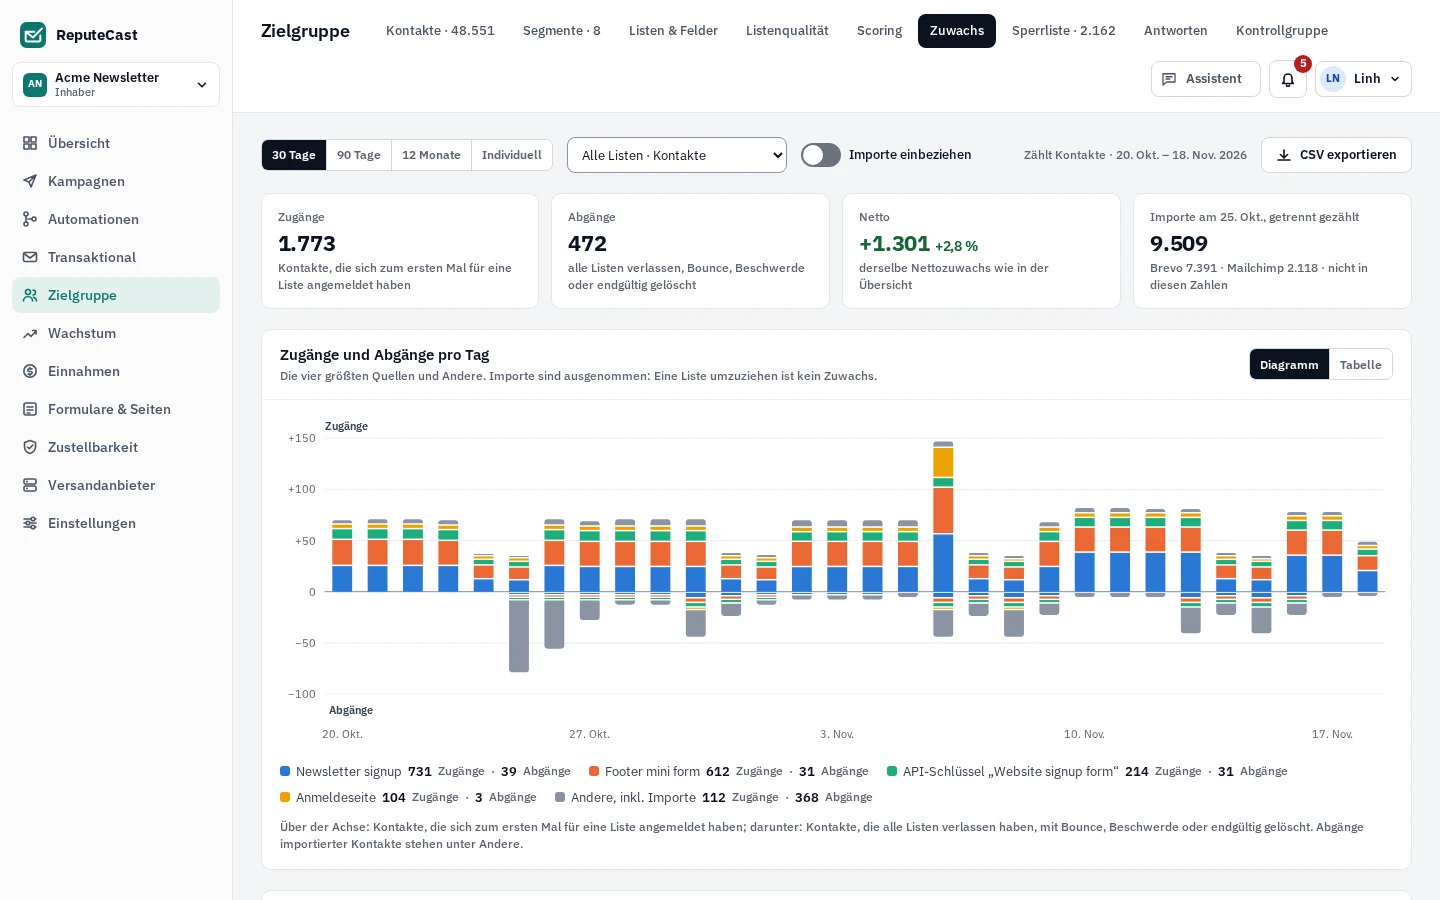 ReputeCast
AN
Acme Newsletter
Inhaber
Übersicht
Kampagnen
Automationen
Transaktional
Zielgruppe
Wachstum
Einnahmen
Formulare & Seiten
Zustellbarkeit
Versandanbieter
Einstellungen
Zielgruppe
Kontakte · 48.551
Segmente · 8
Listen & Felder
Listenqualität
Scoring
Zuwachs
Sperrliste · 2.162
Antworten
Kontrollgruppe
Assistent
5
LN
Linh
30 Tage
90 Tage
12 Monate
Individuell
Alle Listen · Kontakte
Importe einbeziehen
Zählt Kontakte · 20. Okt. – 18. Nov. 2026
CSV exportieren
Zugänge
1.773
Kontakte, die sich zum ersten Mal für eine
Liste angemeldet haben
Abgänge
472
alle Listen verlassen, Bounce, Beschwerde
oder endgültig gelöscht
Netto
+1.301 +2,8 %
derselbe Nettozuwachs wie in der
Übersicht
Importe am 25. Okt., getrennt gezählt
9.509
Brevo 7.391 · Mailchimp 2.118 · nicht in
diesen Zahlen
Zugänge und Abgänge pro Tag
Die vier größten Quellen und Andere. Importe sind ausgenommen: Eine Liste umzuziehen ist kein Zuwachs.
Diagramm
Tabelle
Zugänge
+150
+100
+50
0
−50
−100
Abgänge
20. Okt.
27. Okt.
3. Nov.
10. Nov.
17. Nov.
Newsletter signup 731 Zugänge · 39 Abgänge
Footer mini form 612 Zugänge · 31 Abgänge
API-Schlüssel „Website signup form“ 214 Zugänge · 31 Abgänge
Anmeldeseite 104 Zugänge · 3 Abgänge
Andere, inkl. Importe 112 Zugänge · 368 Abgänge
Über der Achse: Kontakte, die sich zum ersten Mal für eine Liste angemeldet haben; darunter: Kontakte, die alle Listen verlassen haben, mit Bounce, Beschwerde oder endgültig gelöscht. Abgänge
importierter Kontakte stehen unter Andere.